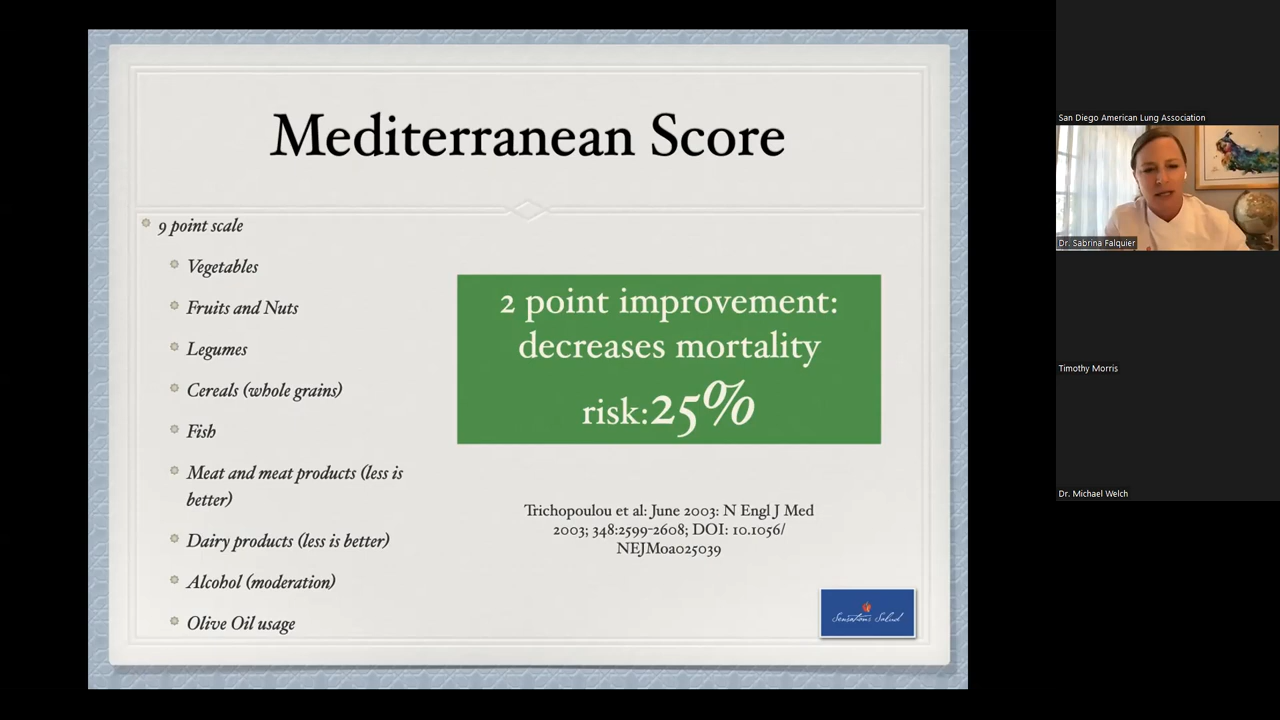 Mediterranean Score
9 point scale
Vegetables
Fruits and Nuts
Legumes
Cereals (whole grains)
Fish
Meat and meat products (less is
better)
Dairy products (less is better)
Alcohol (moderation)
Olive Oil usage
2 point improvement:
decreases mortality
risk:25%
Trichopoulou et al: June 2003: N Engl J Med
2003; 348:2599-2608; DOI: 10.1056/
NEJMoa025039
Sensations Salud
San Diego American Lung Association
Dr. Sabrina Falquier
Timothy Morris
Dr. Michael Welch